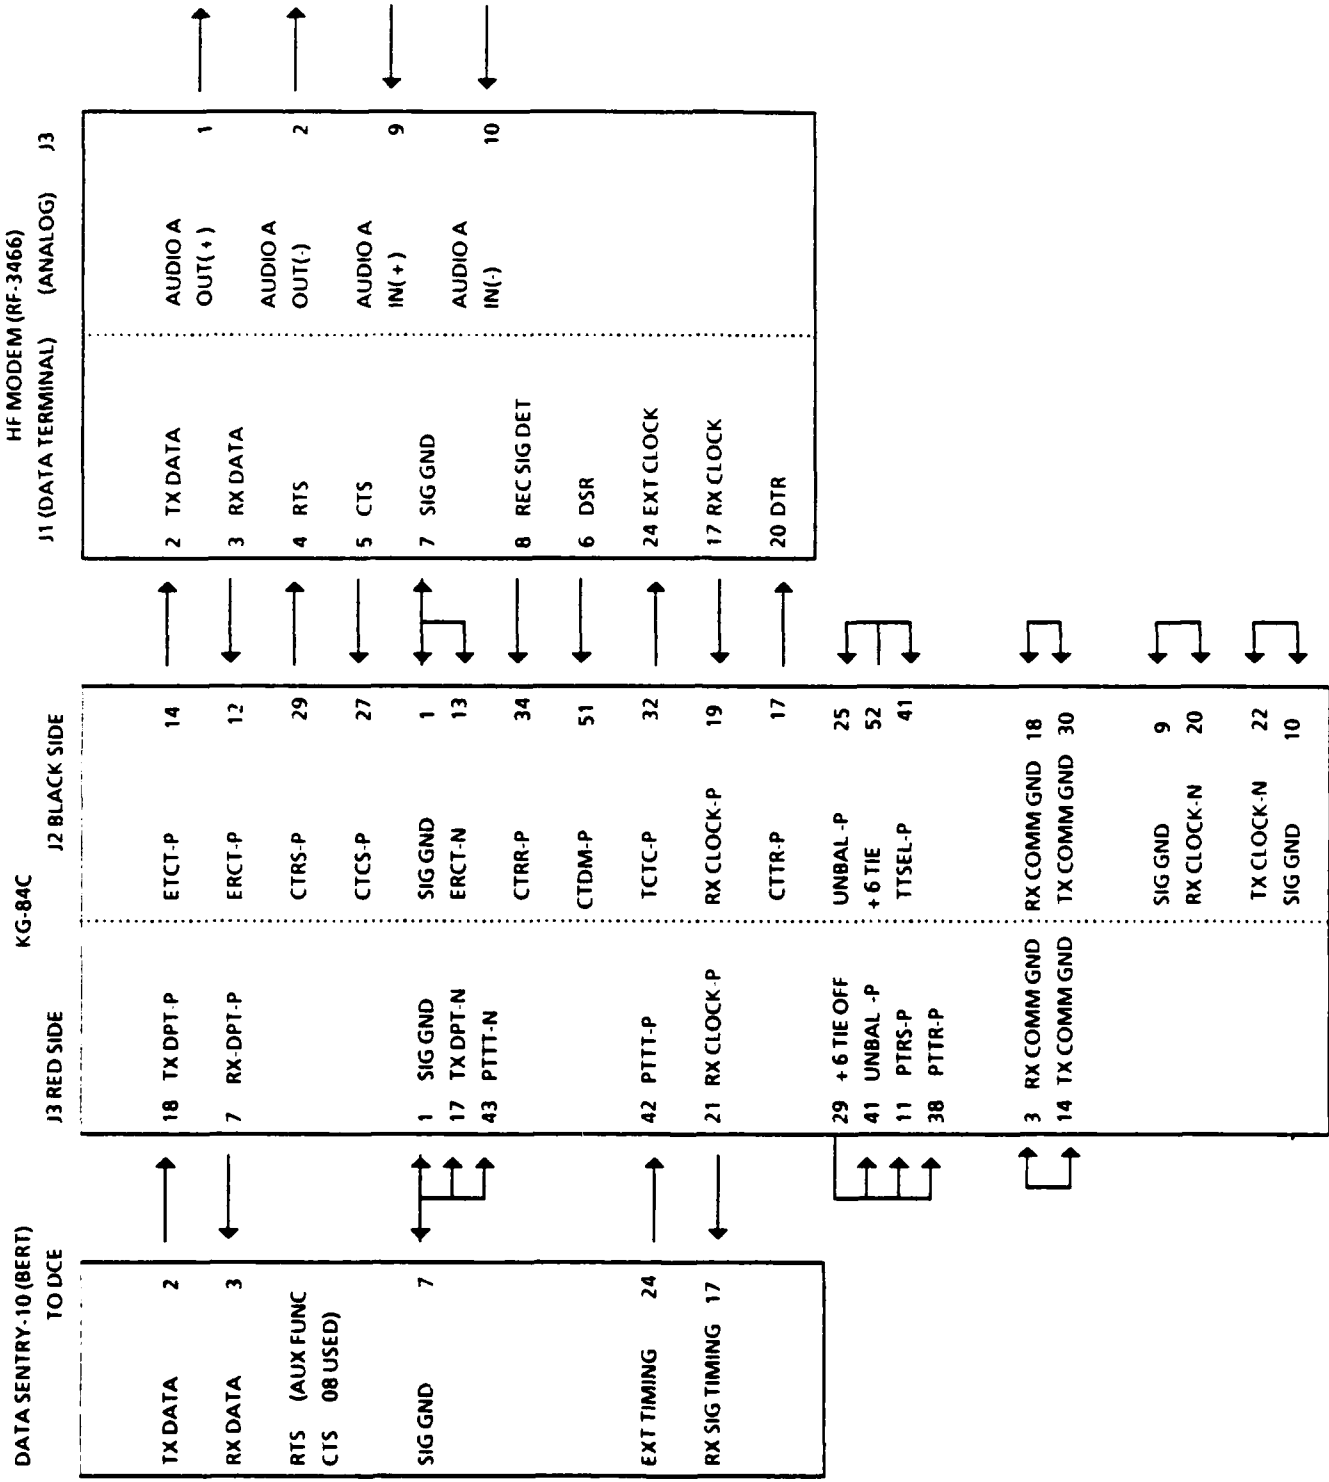 DATA SENTRY-10 (BERT)
TO DCE
TX DATA 2
RX DATA 3
RTS (AUX FUNC
CTS 08 USED)
SIG GND 7
EXT TIMING 24
RX SIG TIMING 17
KG-84C
J3 RED SIDE J2 BLACK SIDE
18 TX DPT-P ETCT-P 14
7 RX-DPT-P ERCT-P 12
CTRS-P 29
CTCS-P 27
1 SIG GND SIG GND 1
17 TX DPT-N ERCT-N 13
43 PTTT-N
CTRR-P 34
CTDM-P 51
42 PTTT-P TCTC-P 32
21 RX CLOCK-P RX CLOCK-P 19
CTTR-P 17
29 +6 TIE OFF UNBAL-P 25
41 UNBAL-P +6 TIE 52
11 PTRS-P TTSEL-P 41
38 PTTR-P
3 RX COMM GND RX COMM GND 18
14 TX COMM GND TX COMM GND 30
SIG GND 9
RX CLOCK-N 20
TX CLOCK-N 22
SIG GND 10
HF MODEM (RF-3466)
J1 (DATA TERMINAL) (ANALOG) J3
2 TX DATA AUDIO A
OUT(+) 1
3 RX DATA AUDIO A
4 RTS OUT(-) 2
5 CTS AUDIO A
IN(+) 9
7 SIG GND AUDIO A
IN(-) 10
8 REC SIG DET
6 DSR
24 EXT CLOCK
17 RX CLOCK
20 DTR